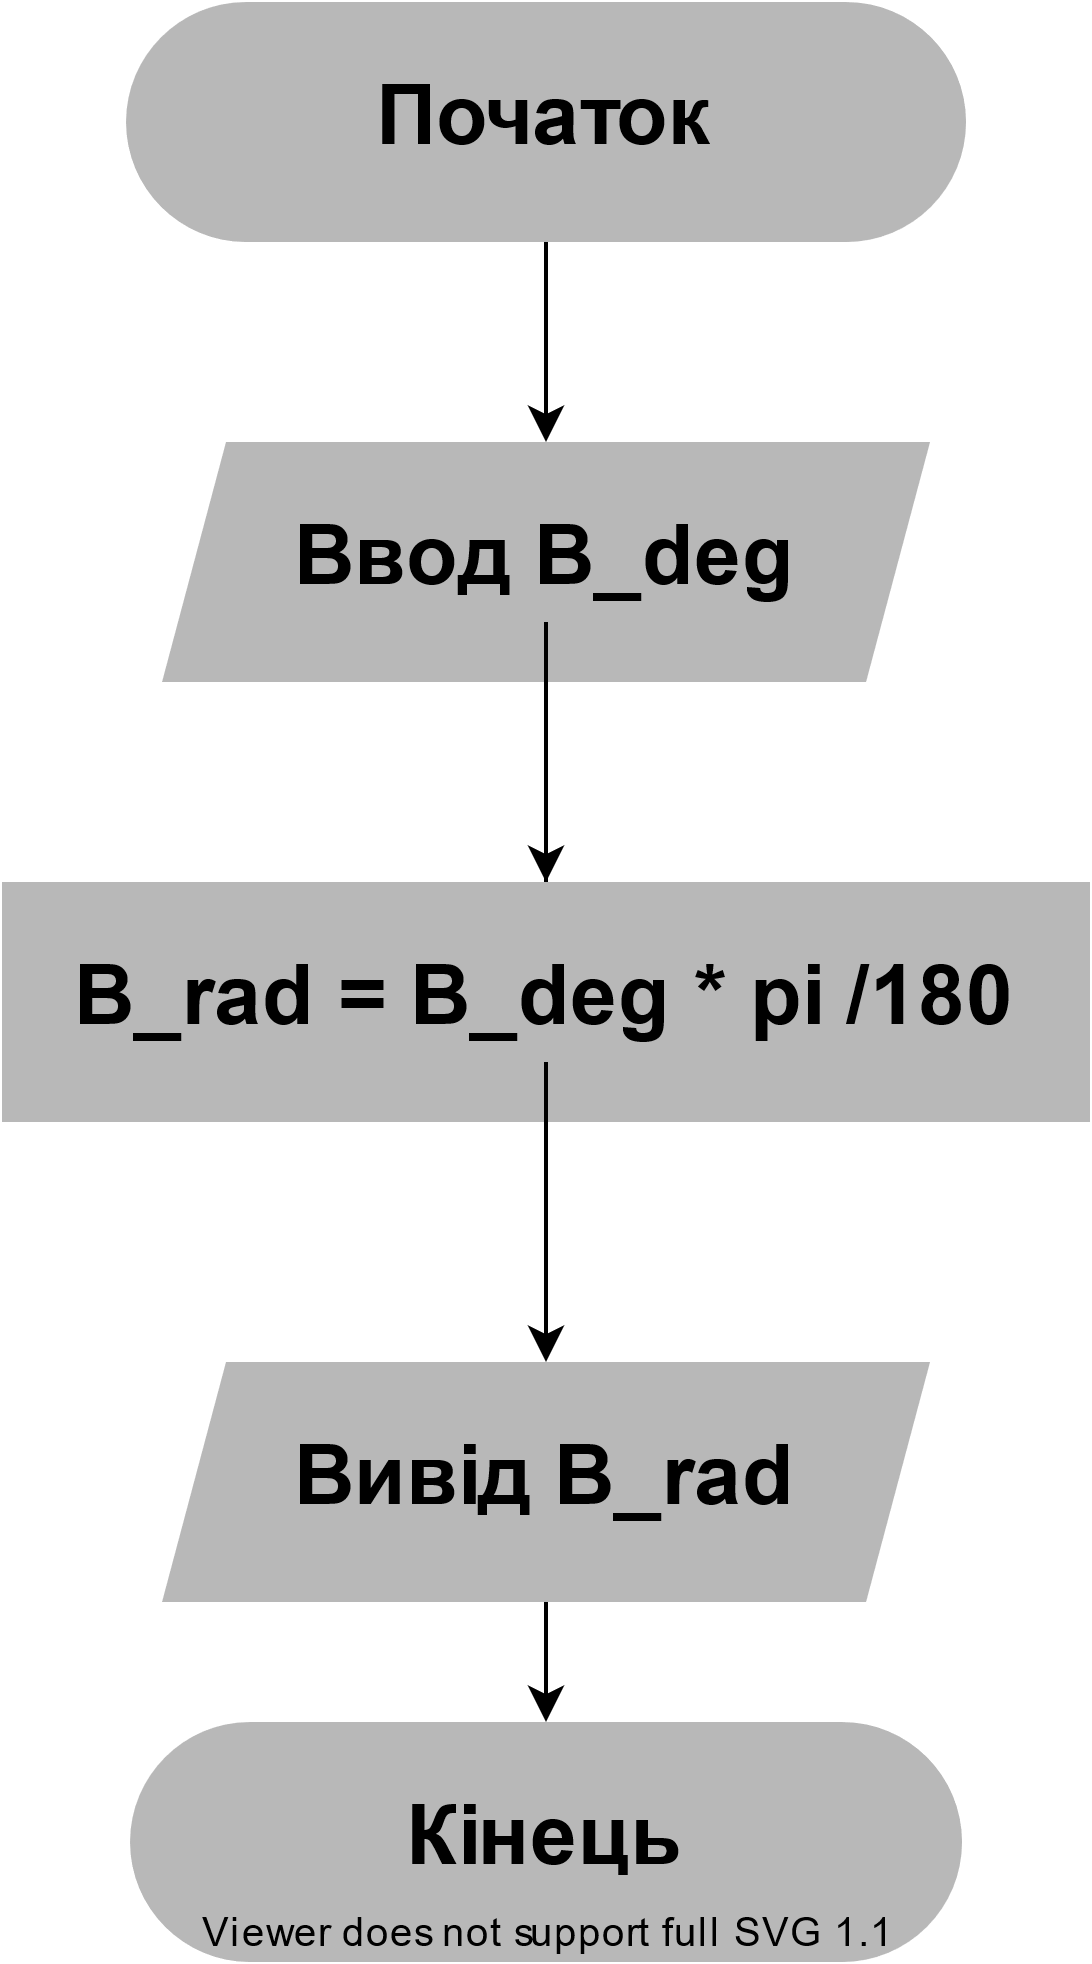 Початок
Ввод B_deg
B_rad = B_deg * pi /180
Вивід B_rad
Кінець
Viewer does not support full SVG 1.1